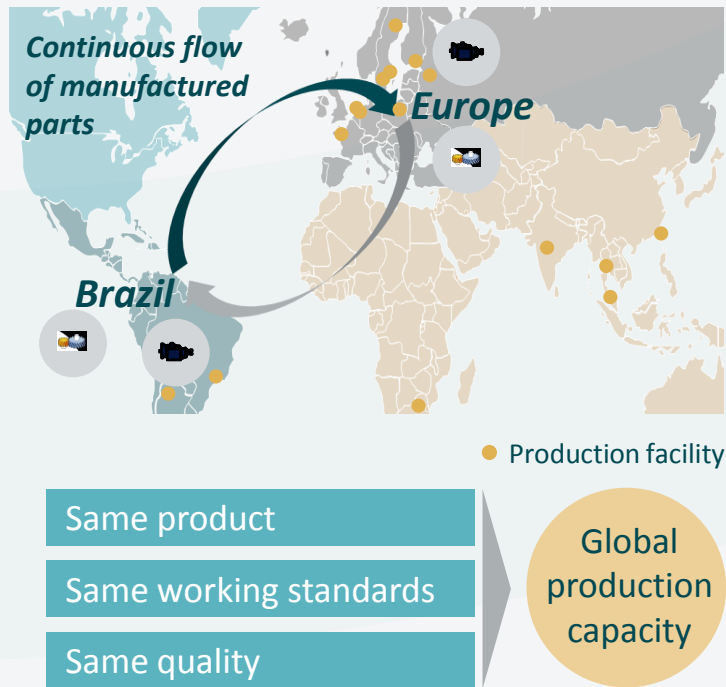 Continuous flow
of manufactured
parts
Europe
Brazil
Production facility
Same product
Same working standards
Same quality
Global
production
capacity